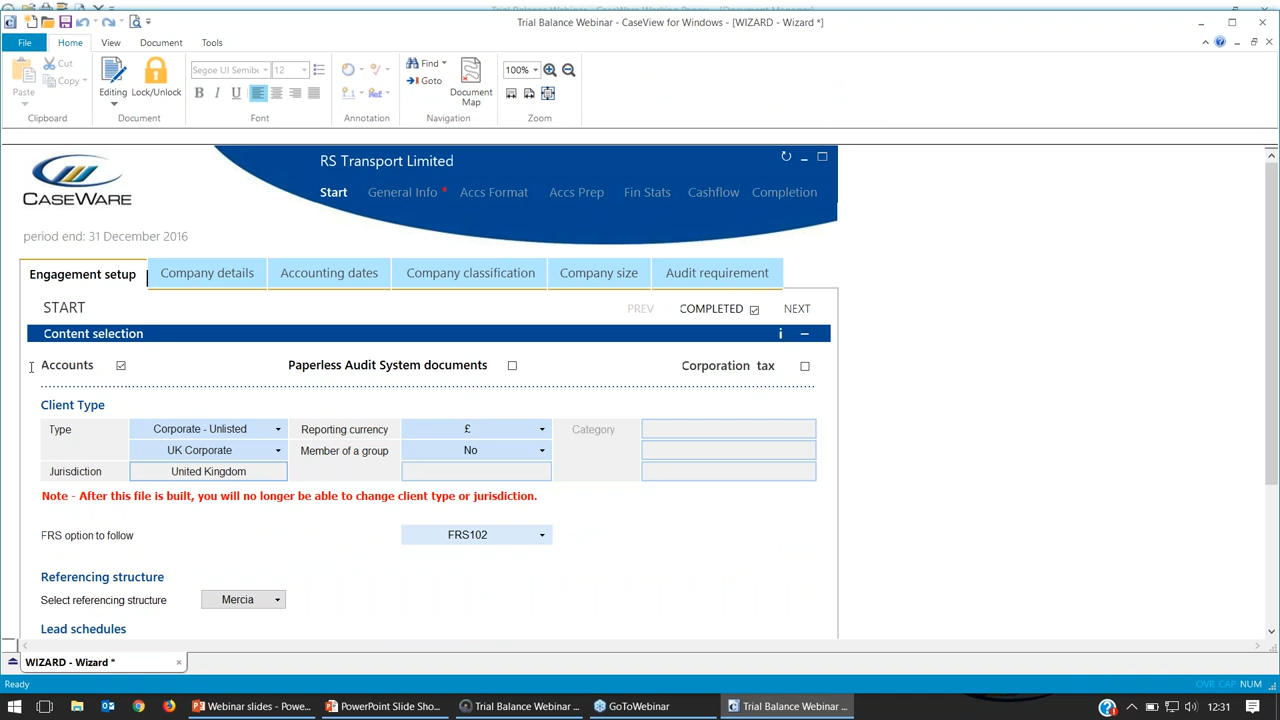 Trial Balance Webinar - CaseView for Windows - [WIZARD - Wizard *]
File Home View Document Tools
Paste Cut Copy Editing Lock/Unlock Segoe UI Semib 12 B I U Find Goto Document Map 100%
Clipboard Document Font Annotation Navigation Zoom
CASEWARE
RS Transport Limited
Start General Info * Accs Format Accs Prep Fin Stats Cashflow Completion
period end: 31 December 2016
Engagement setup Company details Accounting dates Company classification Company size Audit requirement
START PREV COMPLETED NEXT
Content selection i
Accounts Paperless Audit System documents Corporation tax
Client Type
Type Corporate - Unlisted Reporting currency £ Category
UK Corporate Member of a group No
Jurisdiction United Kingdom
Note - After this file is built, you will no longer be able to change client type or jurisdiction.
FRS option to follow FRS102
Referencing structure
Select referencing structure Mercia
Lead schedules
WIZARD - Wizard * ×
Ready OVR CAP NUM
Webinar slides - Powe... PowerPoint Slide Sho... Trial Balance Webinar ... GoToWebinar Trial Balance Webinar ... 12:31